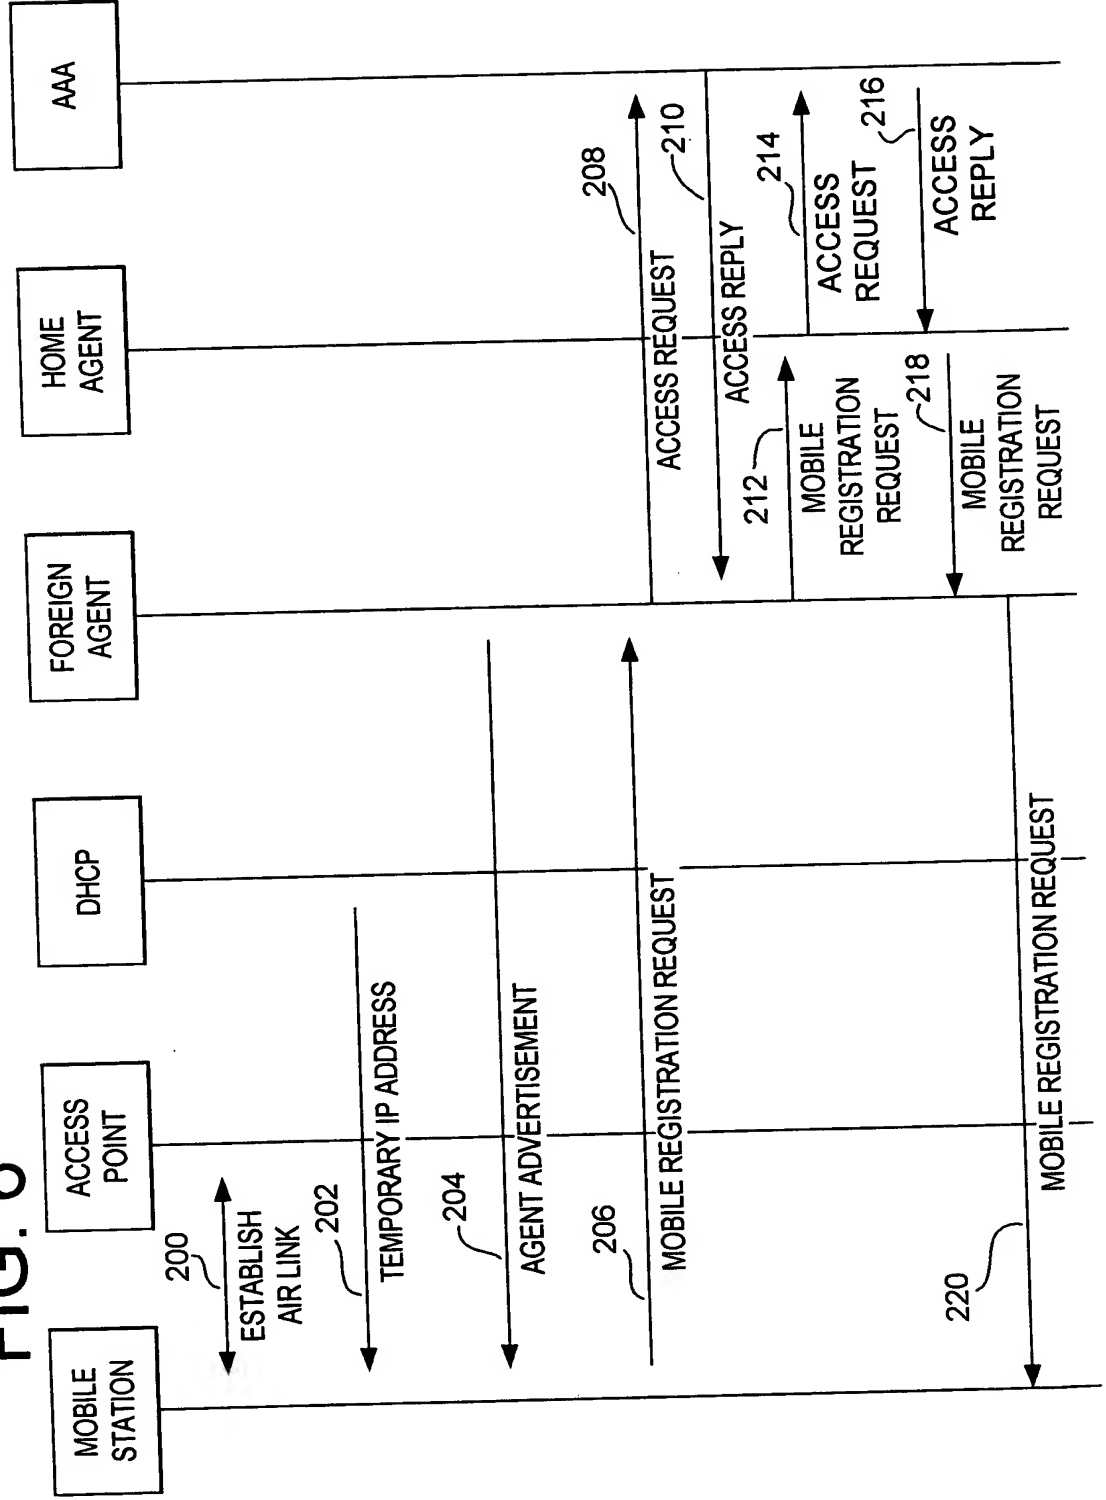 FIG. 6
MOBILE
STATION
ACCESS
POINT
DHCP
FOREIGN
AGENT
HOME
AGENT
AAA
200
ESTABLISH
AIR LINK
202
TEMPORARY IP ADDRESS
204
AGENT ADVERTISEMENT
206
MOBILE REGISTRATION REQUEST
208
ACCESS REQUEST
210
ACCESS REPLY
212
MOBILE
REGISTRATION
REQUEST
214
ACCESS
REQUEST
216
ACCESS
REPLY
218
MOBILE
REGISTRATION
REQUEST
220
MOBILE REGISTRATION REQUEST